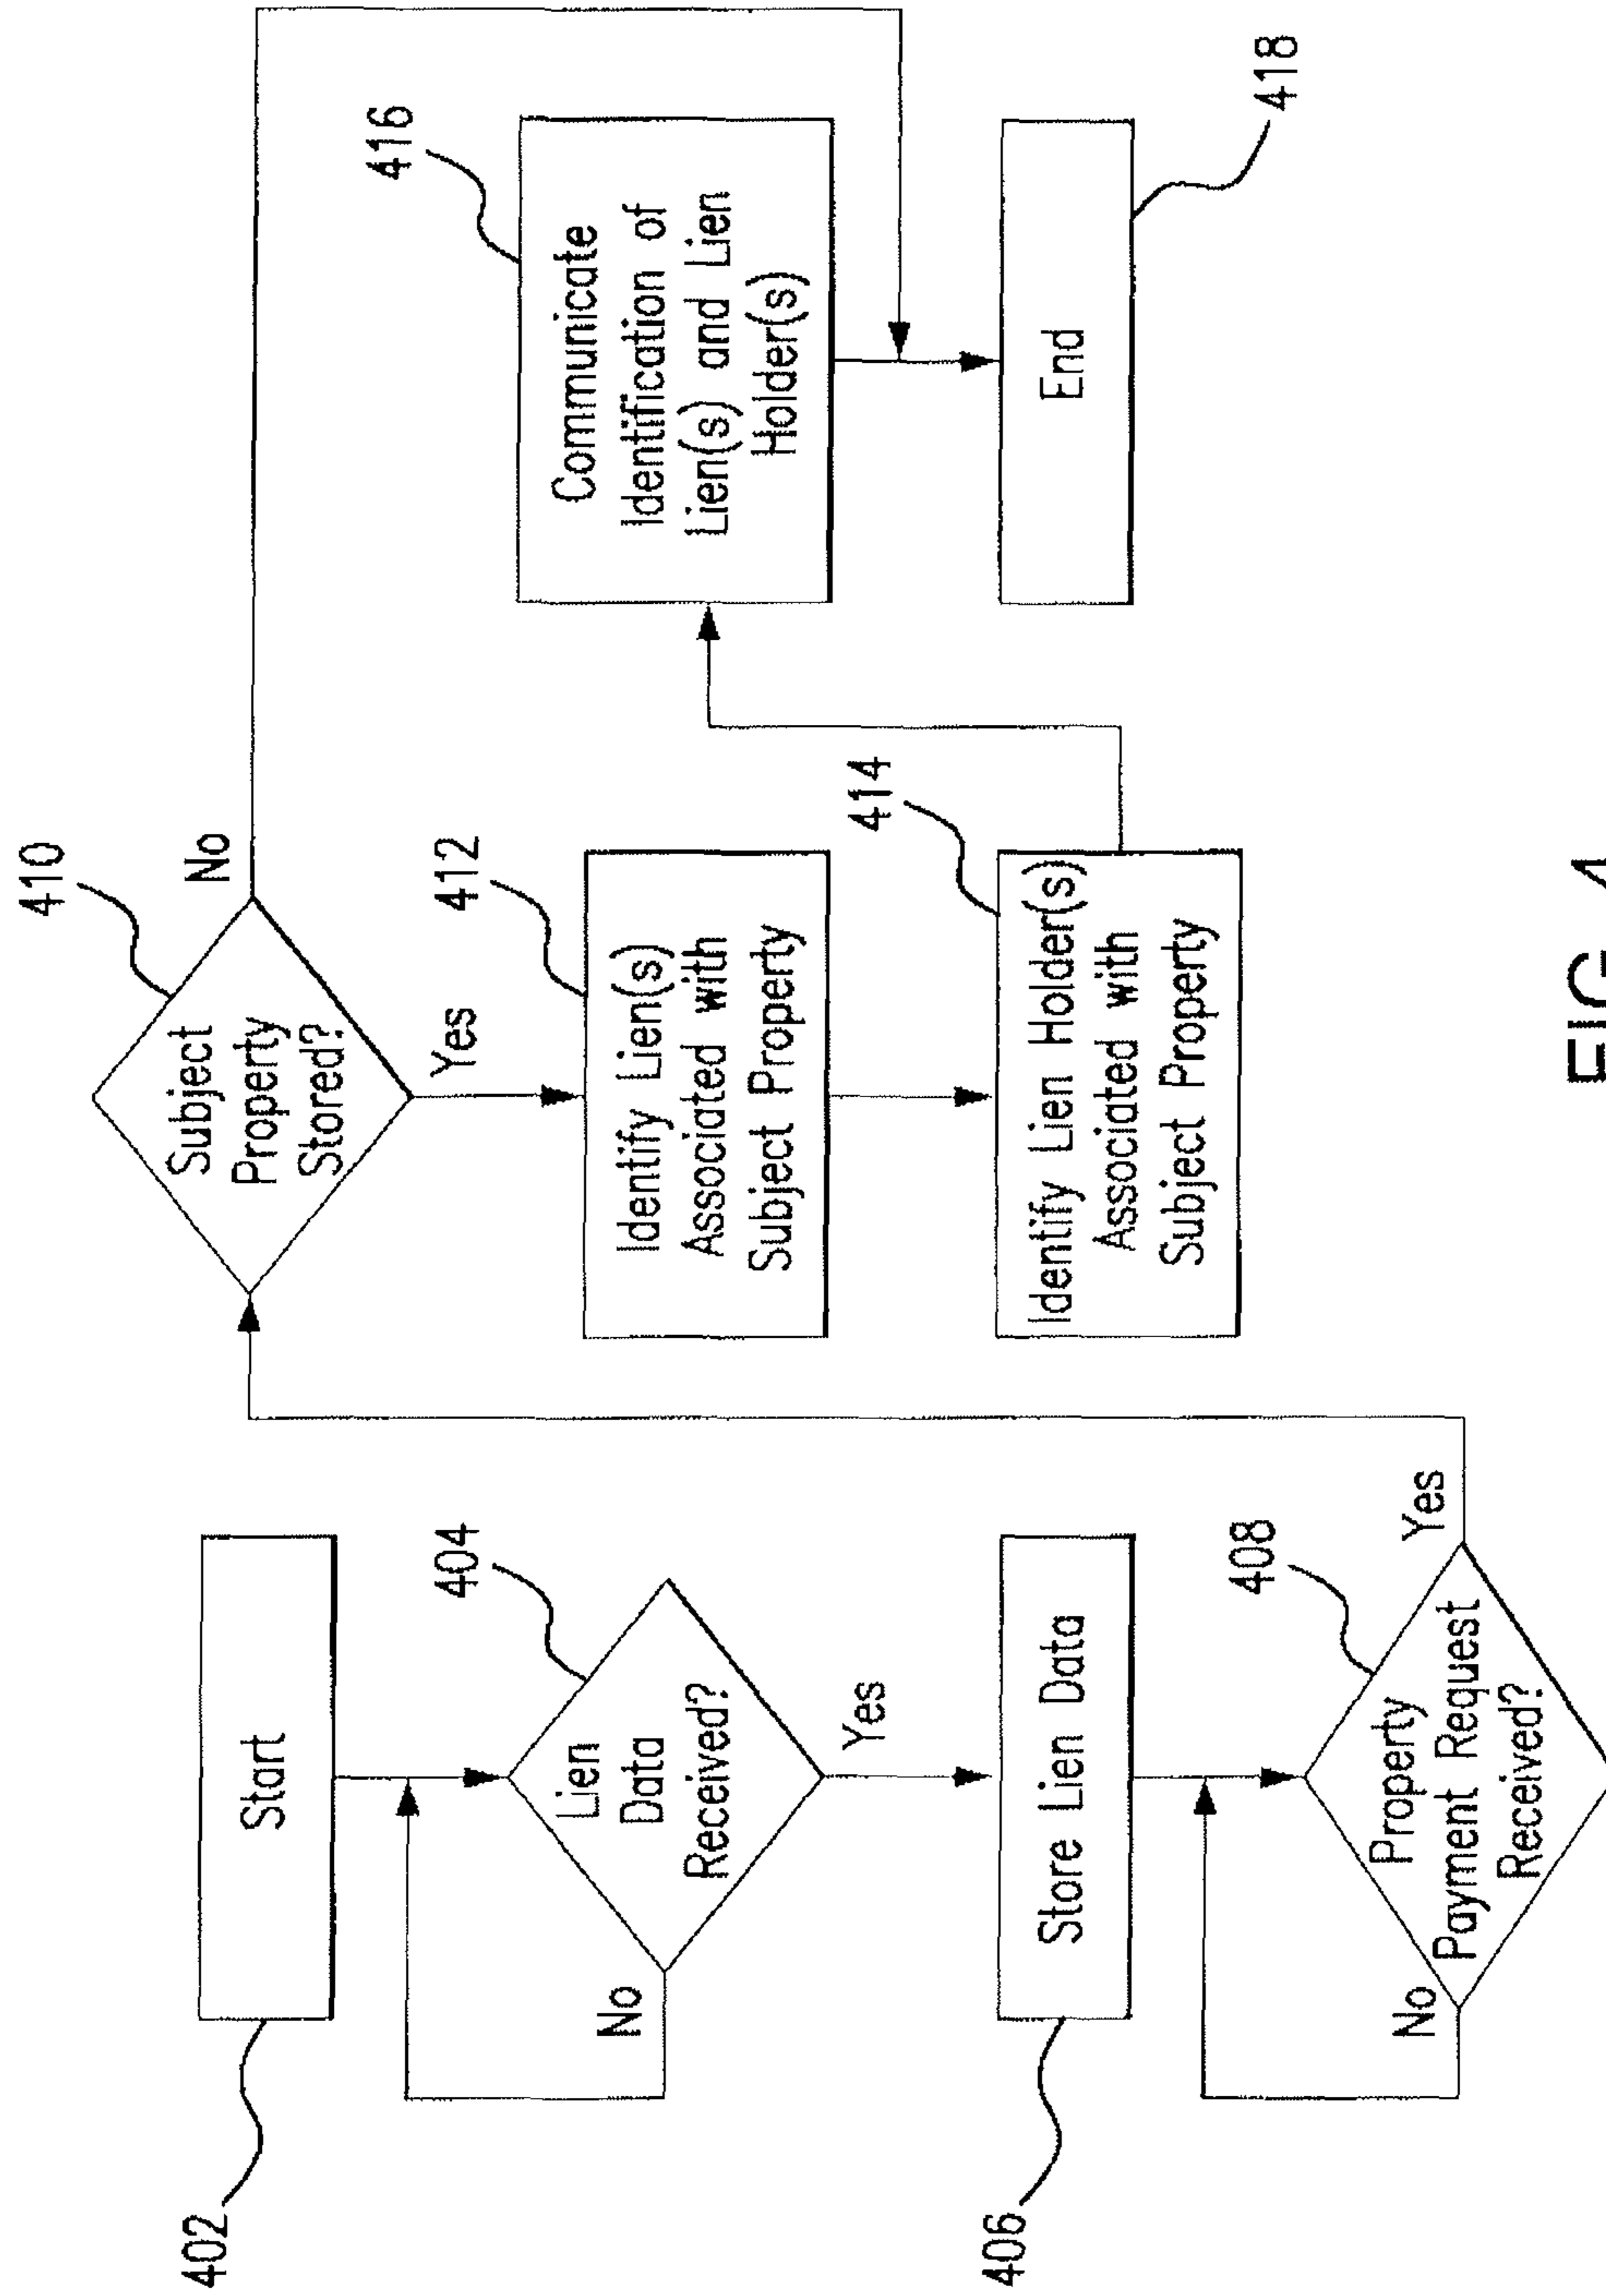 402
Start
404
Lien
Data
Received?
No
Yes
406
Store Lien Data
408
Property
Payment Request
Received?
No
Yes
410
Subject
Property
Stored?
No
Yes
412
Identify Lien(s)
Associated with
Subject Property
414
Identify Lien Holder(s)
Associated with
Subject Property
416
Communicate
Identification of
Lien(s) and Lien
Holder(s)
End
418
FIG. 4